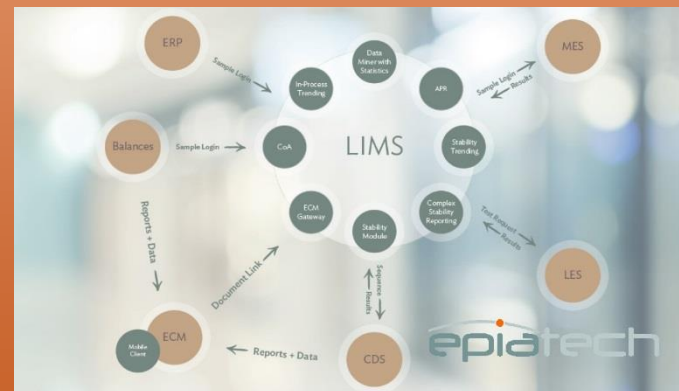 ERP
MES
Sample Login
Data
Miner with
Statistics
In-Process
Trending
APR
Sample Login
Results
Balances
Sample Login
CoA
LIMS
Stability
Trending
ECM
Gateway
Stability
Module
Complex
Stability
Reporting
Test Request
Results
Reports + Data
Document Link
Sequence
Results
LES
ECM
Mobile
Client
Reports + Data
CDS
epiatech